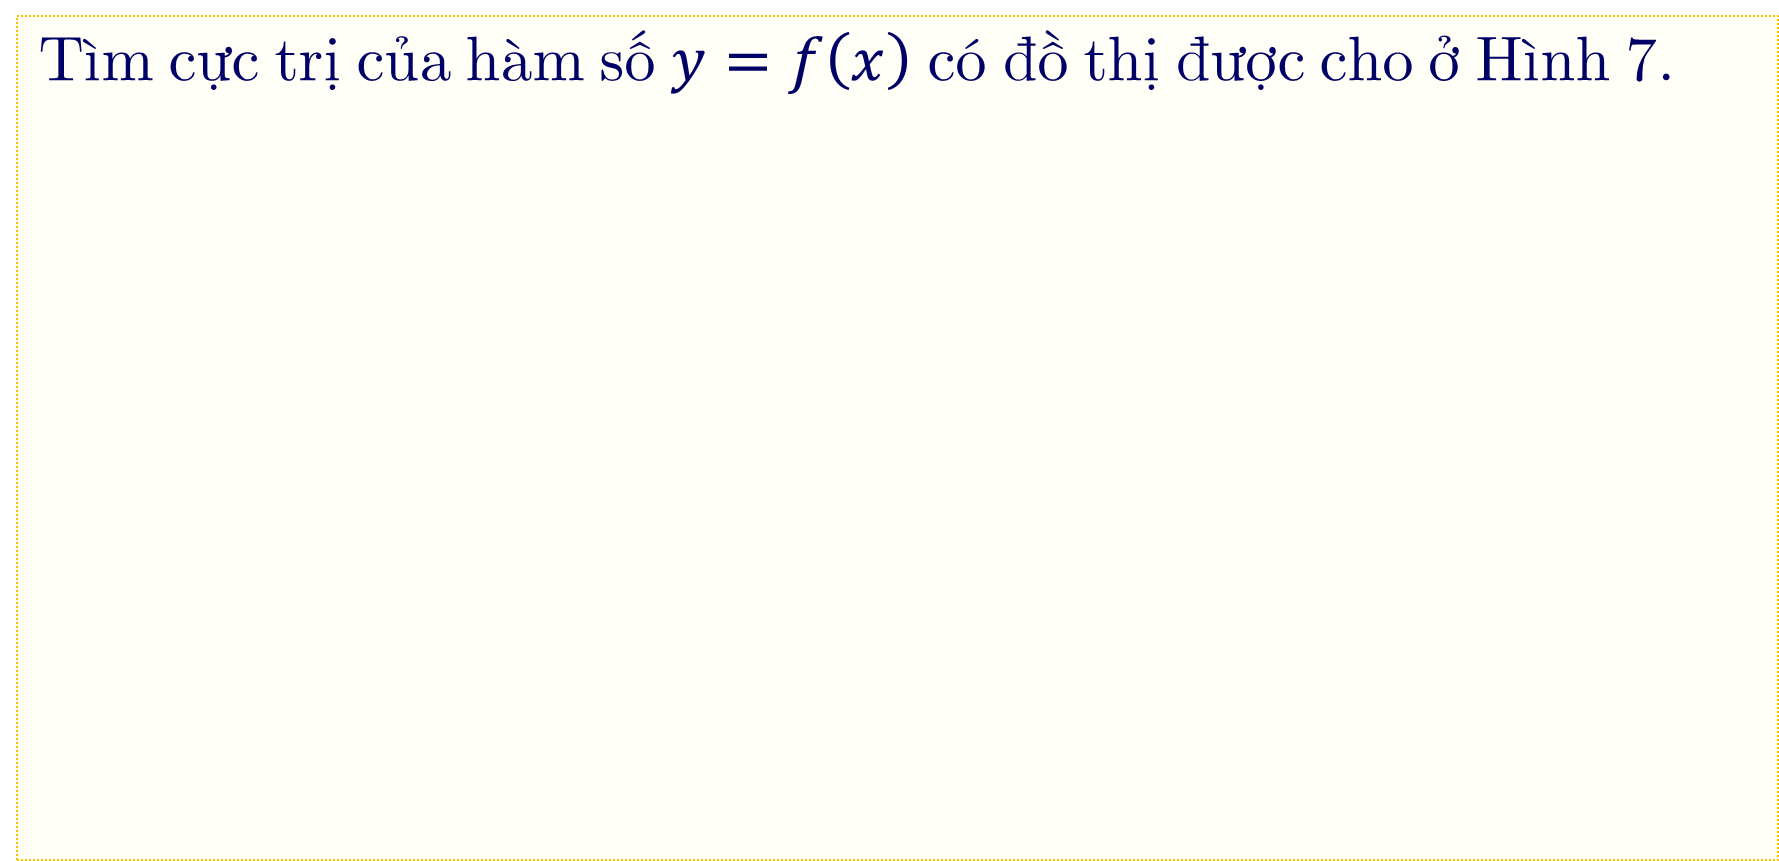 Tìm cực trị của hàm số y = f(x) có đồ thị được cho ở Hình 7.